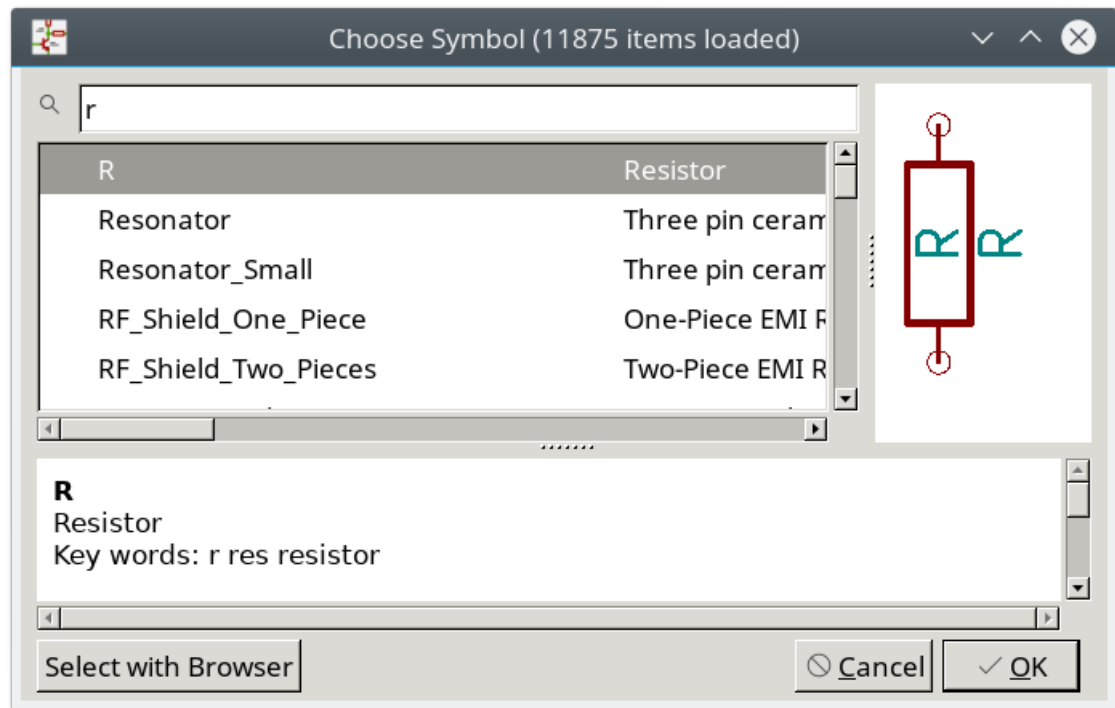 Choose Symbol (11875 items loaded)
r
R Resistor
Resonator Three pin ceram
Resonator_Small Three pin ceram
RF_Shield_One_Piece One-Piece EMI R
RF_Shield_Two_Pieces Two-Piece EMI R
R R
R
Resistor
Key words: r res resistor
Select with Browser Cancel OK